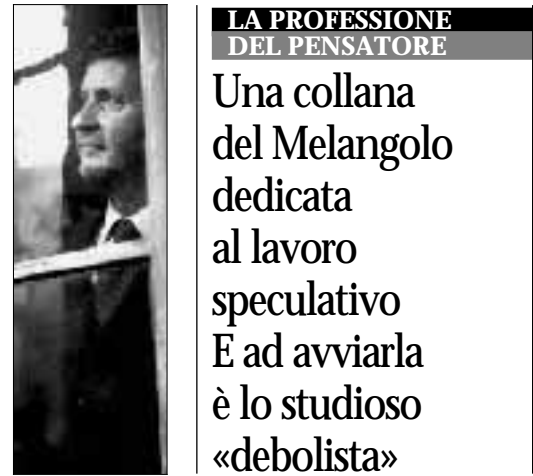 LA PROFESSIONE
DEL PENSATORE
Una collana
del Melangolo
dedicata
al lavoro
speculativo
E ad avviarla
è lo studioso
«debolista»